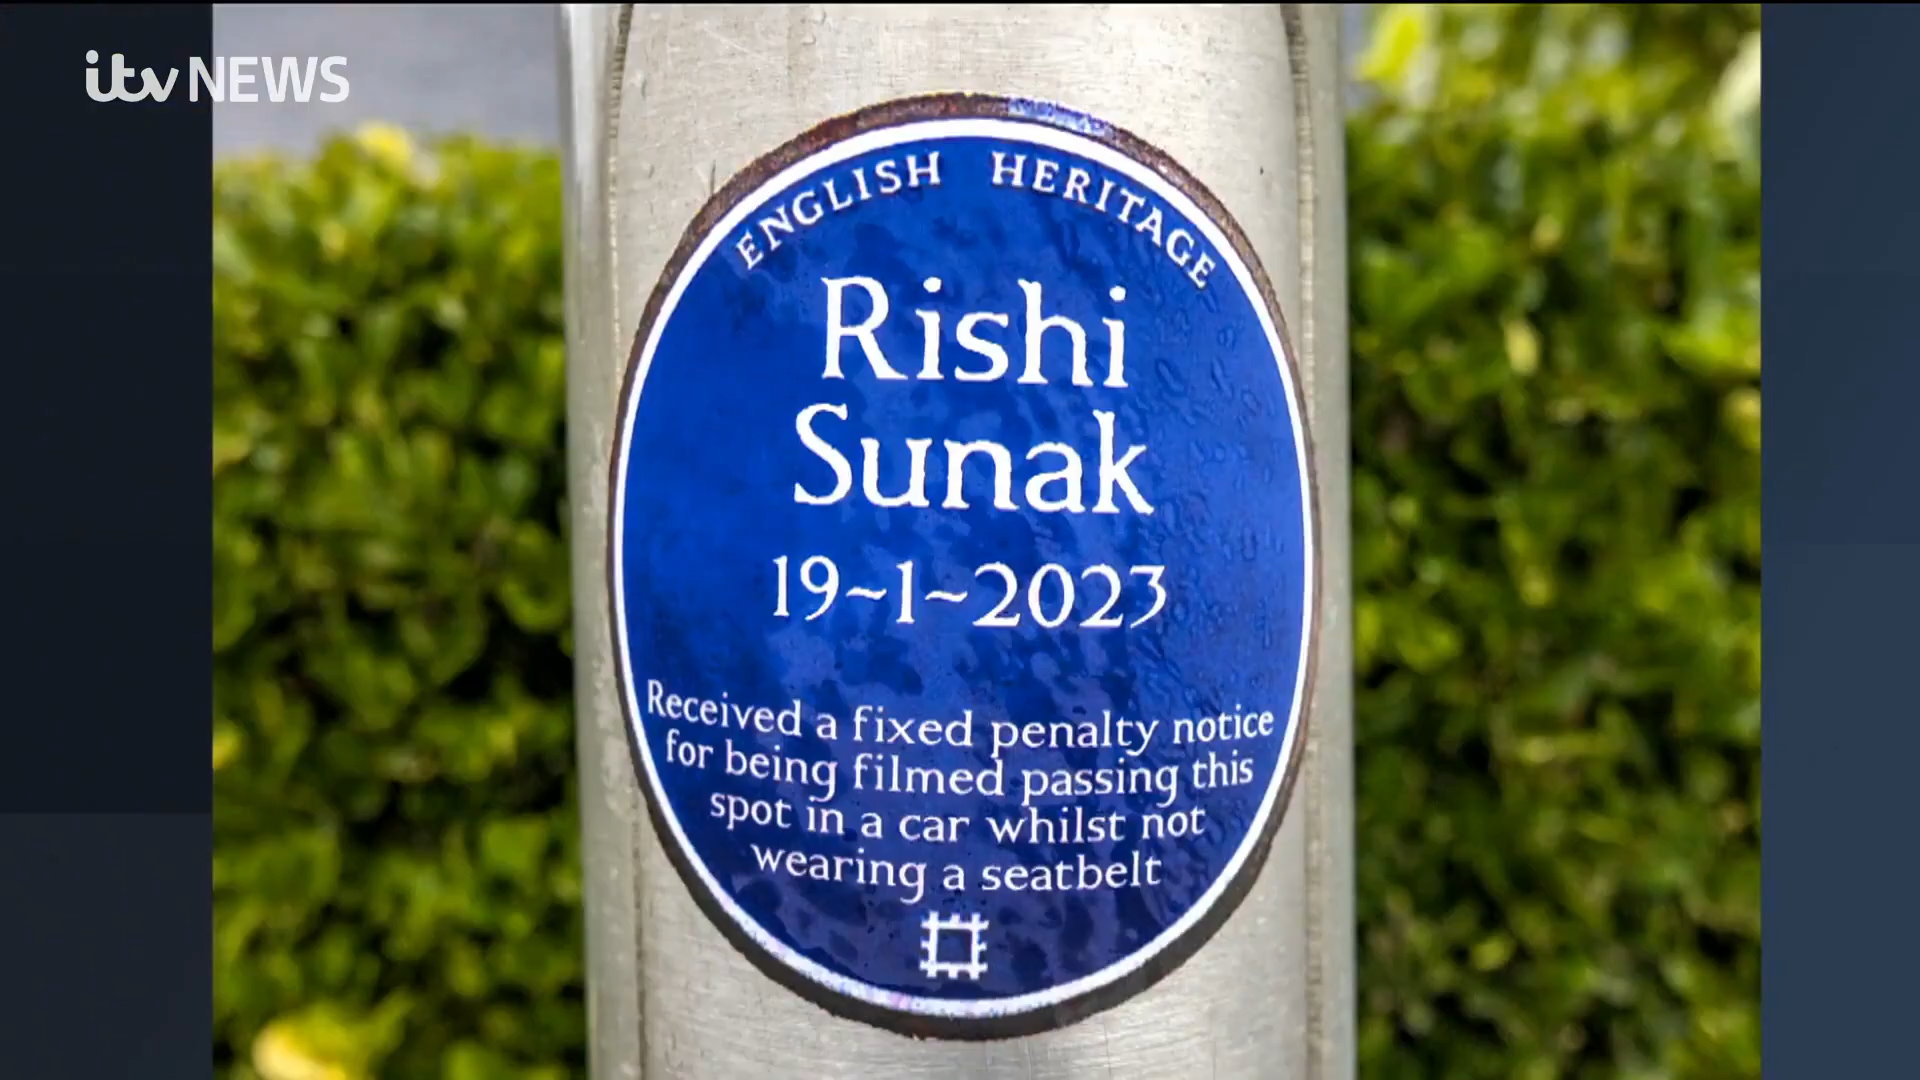 itv NEWS
ENGLISH HERITAGE
Rishi
Sunak
19~1~2023
Received a fixed penalty notice
for being filmed passing this
spot in a car whilst not
wearing a seatbelt